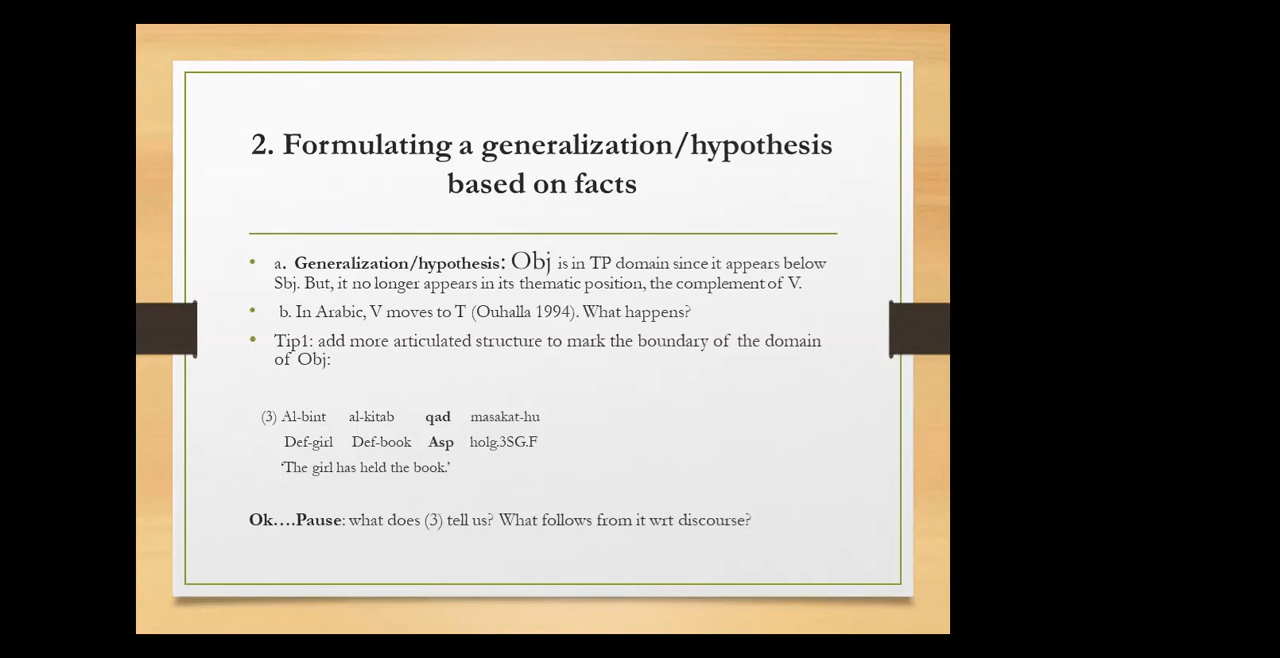 2. Formulating a generalization/hypothesis
based on facts
• a. Generalization/hypothesis: Obj is in TP domain since it appears below
Sbj. But, it no longer appears in its thematic position, the complement of V.
• b. In Arabic, V moves to T (Ouhalla 1994). What happens?
• Tip1: add more articulated structure to mark the boundary of the domain
of Obj:
(3) Al-bint al-kitab qad masakat-hu
Def-girl Def-book Asp holg.3SG.F
‘The girl has held the book.’
Ok….Pause: what does (3) tell us? What follows from it wrt discourse?